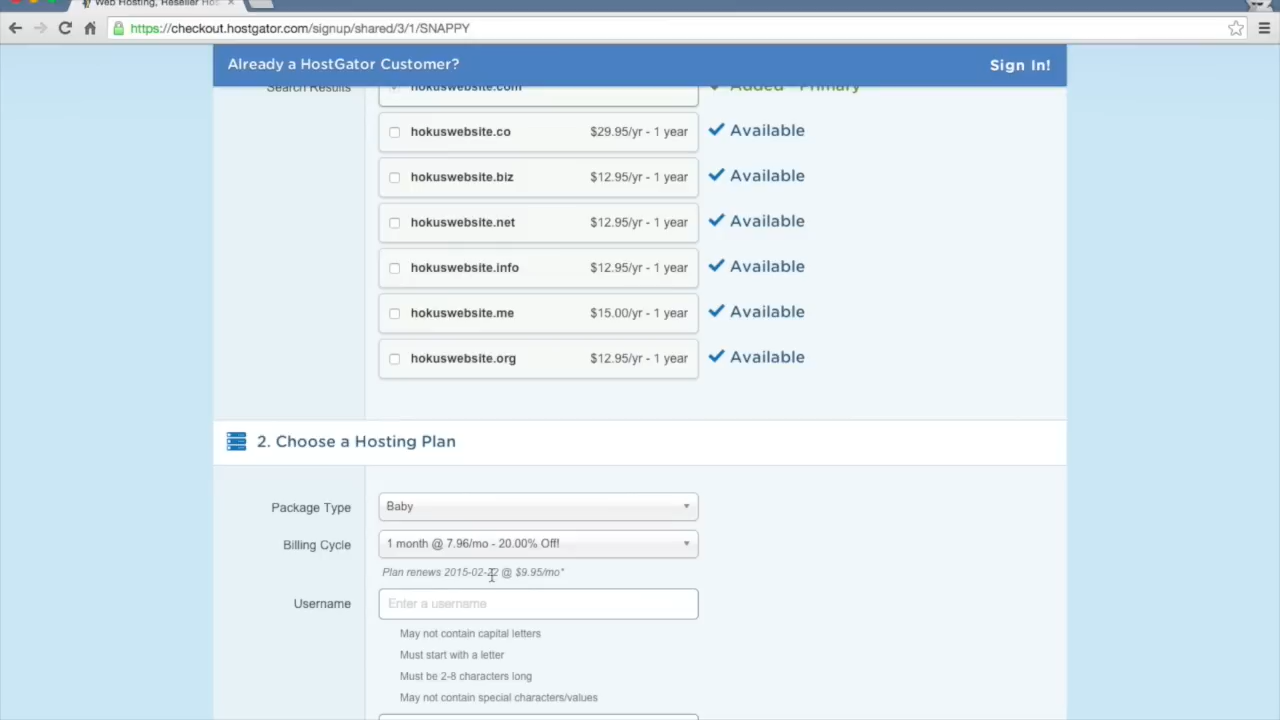 Web Hosting, Reseller Hos
https://checkout.hostgator.com/signup/shared/3/1/SNAPPY
Already a HostGator Customer? Sign In!
Search Results hokuswebsite.com Added - Primary
hokuswebsite.co $29.95/yr - 1 year Available
hokuswebsite.biz $12.95/yr - 1 year Available
hokuswebsite.net $12.95/yr - 1 year Available
hokuswebsite.info $12.95/yr - 1 year Available
hokuswebsite.me $15.00/yr - 1 year Available
hokuswebsite.org $12.95/yr - 1 year Available
2. Choose a Hosting Plan
Package Type Baby
Billing Cycle 1 month @ 7.96/mo - 20.00% Off!
Plan renews 2015-02-22 @ $9.95/mo*
Username Enter a username
May not contain capital letters
Must start with a letter
Must be 2-8 characters long
May not contain special characters/values